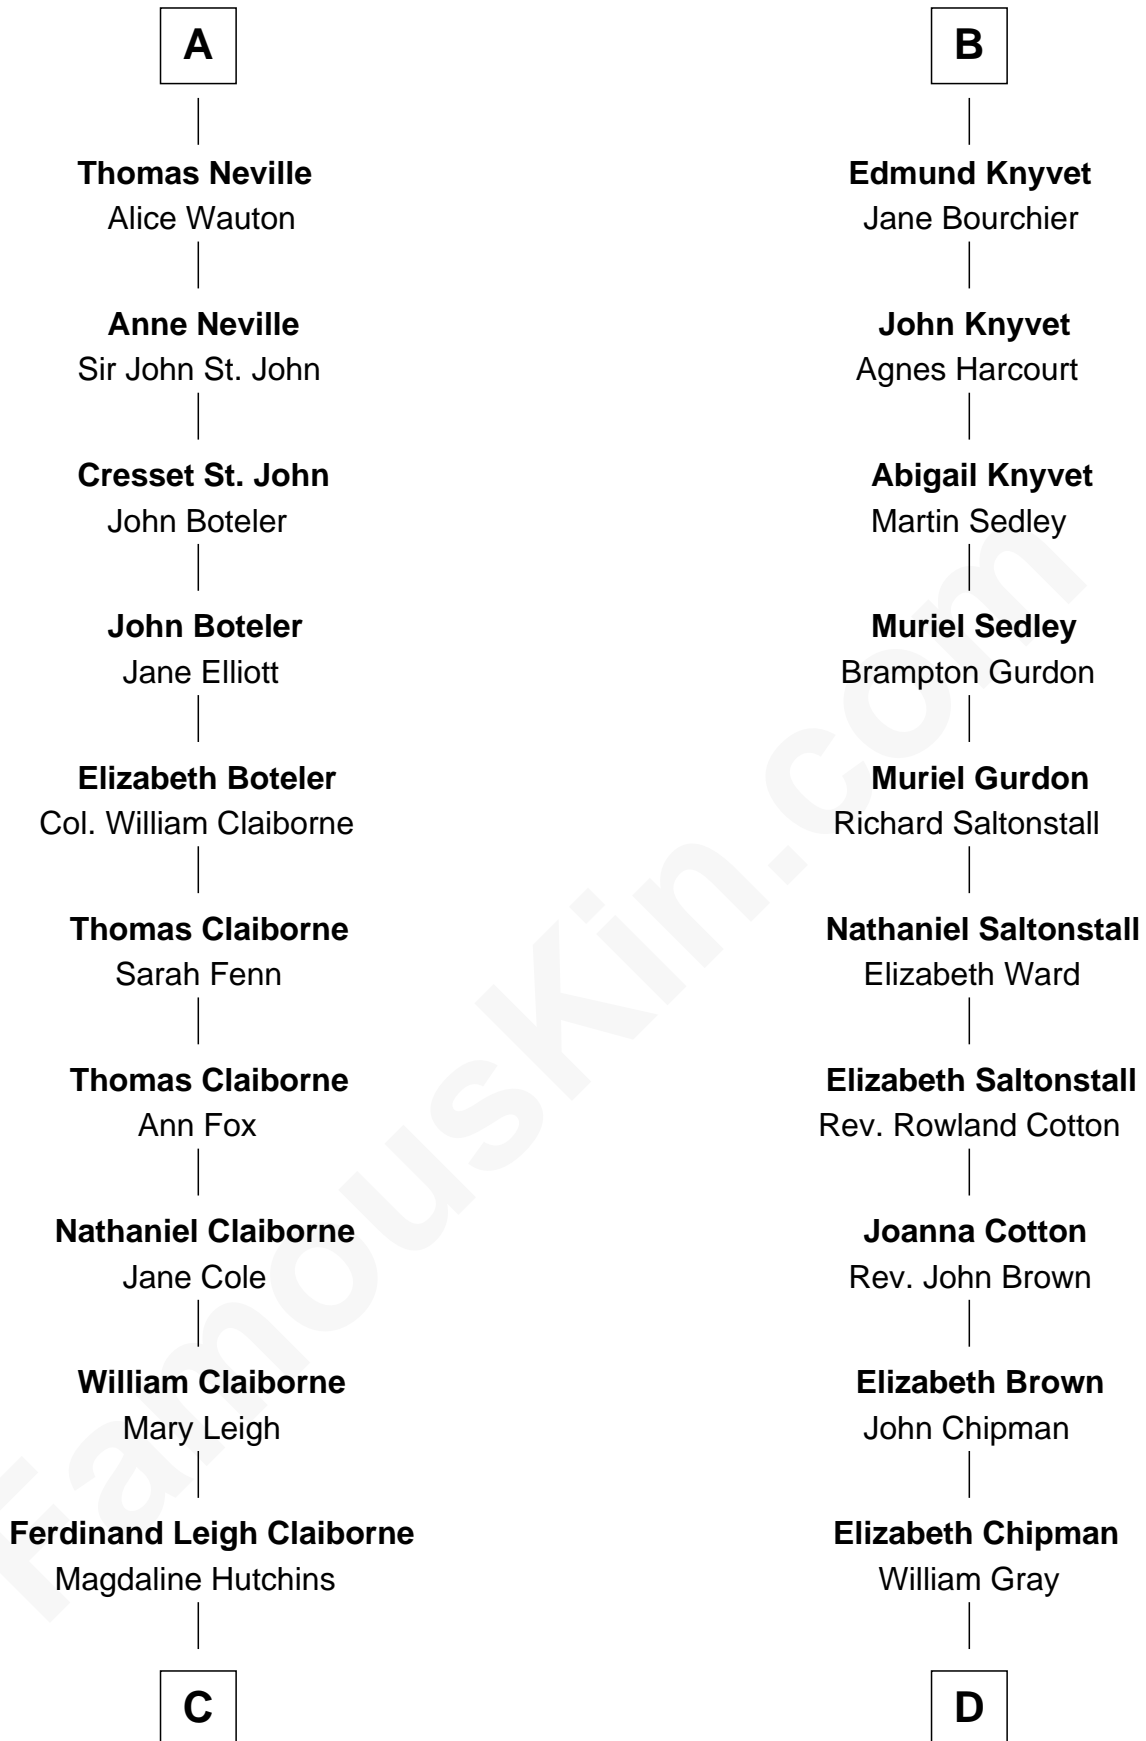 A
Thomas Neville
Alice Wauton
Anne Neville
Sir John St. John
Cresset St. John
John Boteler
John Boteler
Jane Elliott
Elizabeth Boteler
Col. William Claiborne
Thomas Claiborne
Sarah Fenn
Thomas Claiborne
Ann Fox
Nathaniel Claiborne
Jane Cole
William Claiborne
Mary Leigh
Ferdinand Leigh Claiborne
Magdaline Hutchins
C
B
Edmund Knyvet
Jane Bourchier
John Knyvet
Agnes Harcourt
Abigail Knyvet
Martin Sedley
Muriel Sedley
Brampton Gurdon
Muriel Gurdon
Richard Saltonstall
Nathaniel Saltonstall
Elizabeth Ward
Elizabeth Saltonstall
Rev. Rowland Cotton
Joanna Cotton
Rev. John Brown
Elizabeth Brown
John Chipman
Elizabeth Chipman
William Gray
D
FamousKin.com